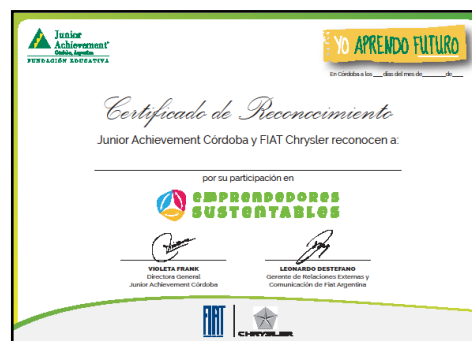 Junior
Achievement®
Córdoba, Argentina
FUNDACIÓN EDUCATIVA
YO APRENDO FUTURO
En Córdoba a los ___ días del mes de ________ de ___
Certificado de Reconocimiento
Junior Achievement Córdoba y FIAT Chrysler reconocen a:
por su participación en
EMPRENDEDORES
SUSTENTABLES
VIOLETA FRANK
Directora General
Junior Achievement Córdoba
LEONARDO DESTEFANO
Gerente de Relaciones Externas y
Comunicación de Fiat Argentina
FIAT
CHRYSLER